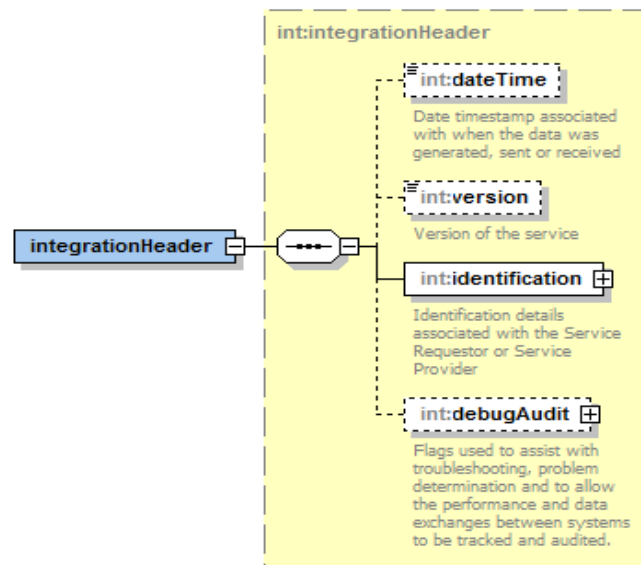 int:integrationHeader
int:dateTime
Date timestamp associated
with when the data was
generated, sent or received
int:version
Version of the service
integrationHeader
int:identification
Identification details
associated with the Service
Requestor or Service
Provider
int:debugAudit
Flags used to assist with
troubleshooting, problem
determination and to allow
the performance and data
exchanges between systems
to be tracked and audited.